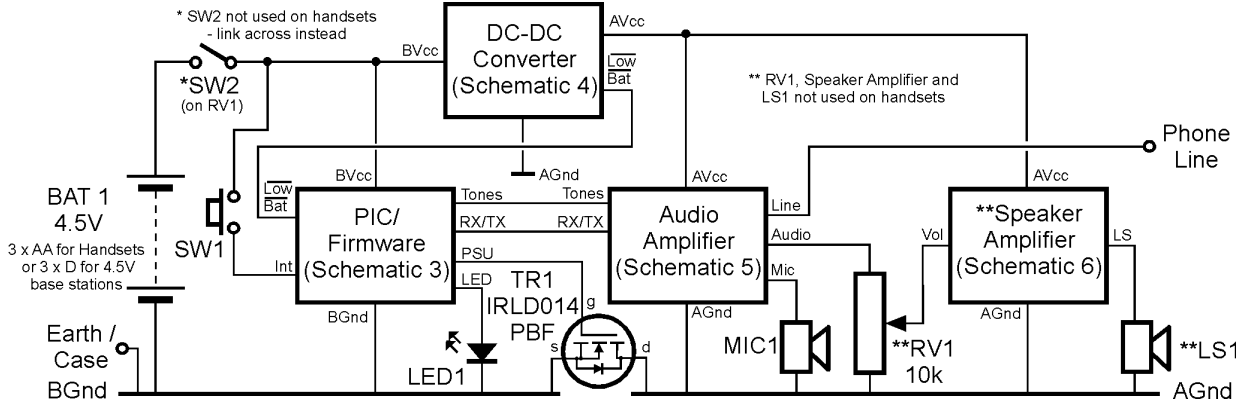 * SW2 not used on handsets
- link across instead
*SW2
(on RV1)
BVcc
DC-DC
Converter
(Schematic 4)
AVcc
Low
Bat
** RV1, Speaker Amplifier and
LS1 not used on handsets
Phone
Line
AGnd
BAT 1
4.5V
3 x AA for Handsets
or 3 x D for 4.5V
base stations
SW1
Low
Bat
Int
BVcc
PIC/
Firmware
(Schematic 3)
BGnd
Tones
RX/TX
PSU
LED
Tones
RX/TX
AVcc
Audio
Amplifier
(Schematic 5)
AGnd
Line
Audio
Mic
AVcc
**Speaker
Amplifier
(Schematic 6)
AGnd
Vol
LS
TR1
IRLD014
PBF
g
s
d
LED1
MIC1
**RV1
10k
**LS1
Earth /
Case
BGnd
AGnd